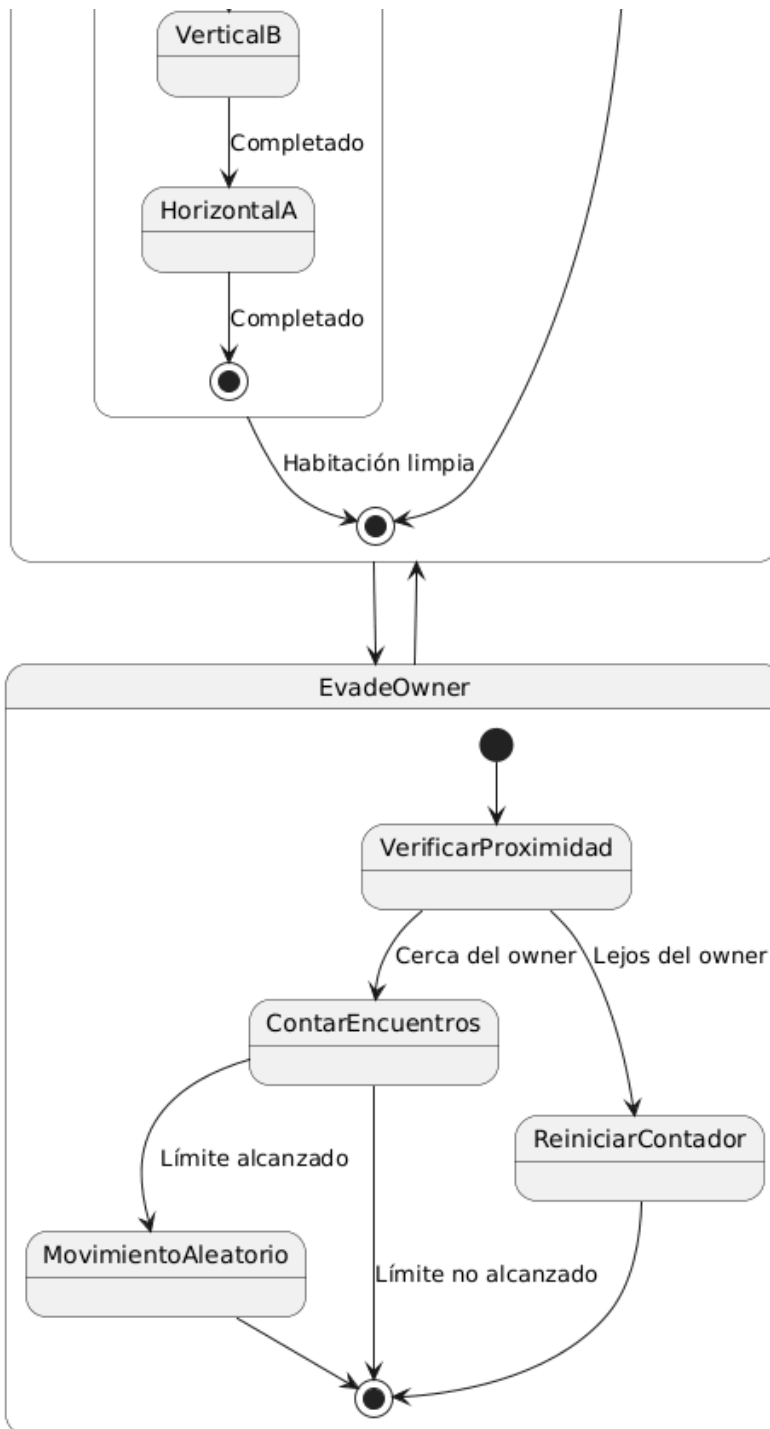 VerticalB
Completado
HorizontalA
Completado
Habitación limpia
EvadeOwner
VerificarProximidad
Cerca del owner
Lejos del owner
ContarEncuentros
ReiniciarContador
Límite alcanzado
MovimientoAleatorio
Límite no alcanzado